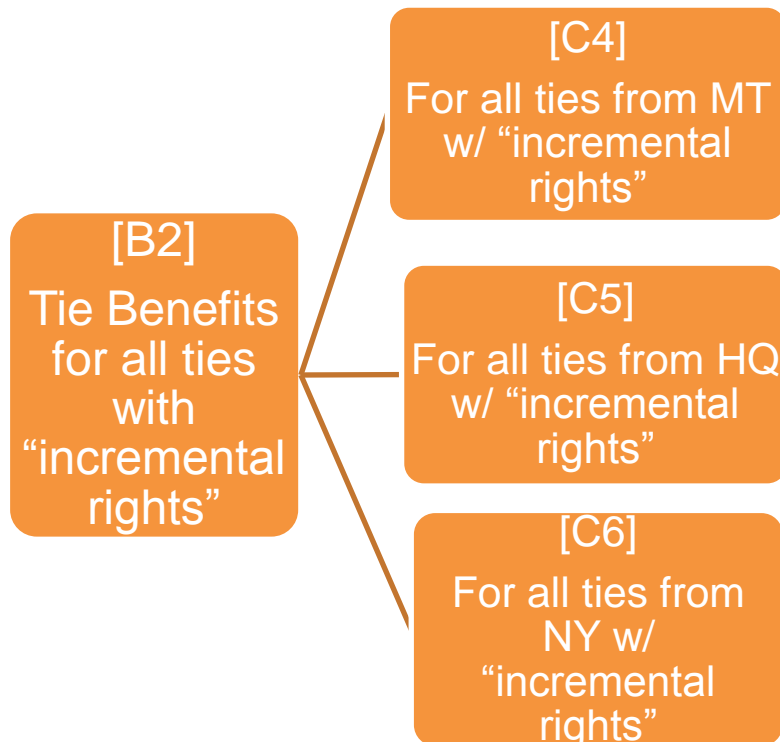 [C4]
For all ties from MT
w/ “incremental
rights”
[B2]
Tie Benefits
for all ties
with
“incremental
rights”
[C5]
For all ties from HQ
w/ “incremental
rights”
[C6]
For all ties from
NY w/
“incremental
rights”